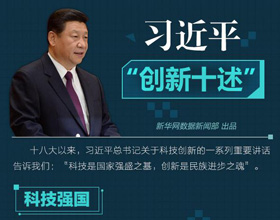 习近平
“创新十述”
新华网数据新闻部 出品
十八大以来，习近平总书记关于科技创新的一系列重要讲话
告诉我们：“科技是国家强盛之基，创新是民族进步之魂”。
科技强国